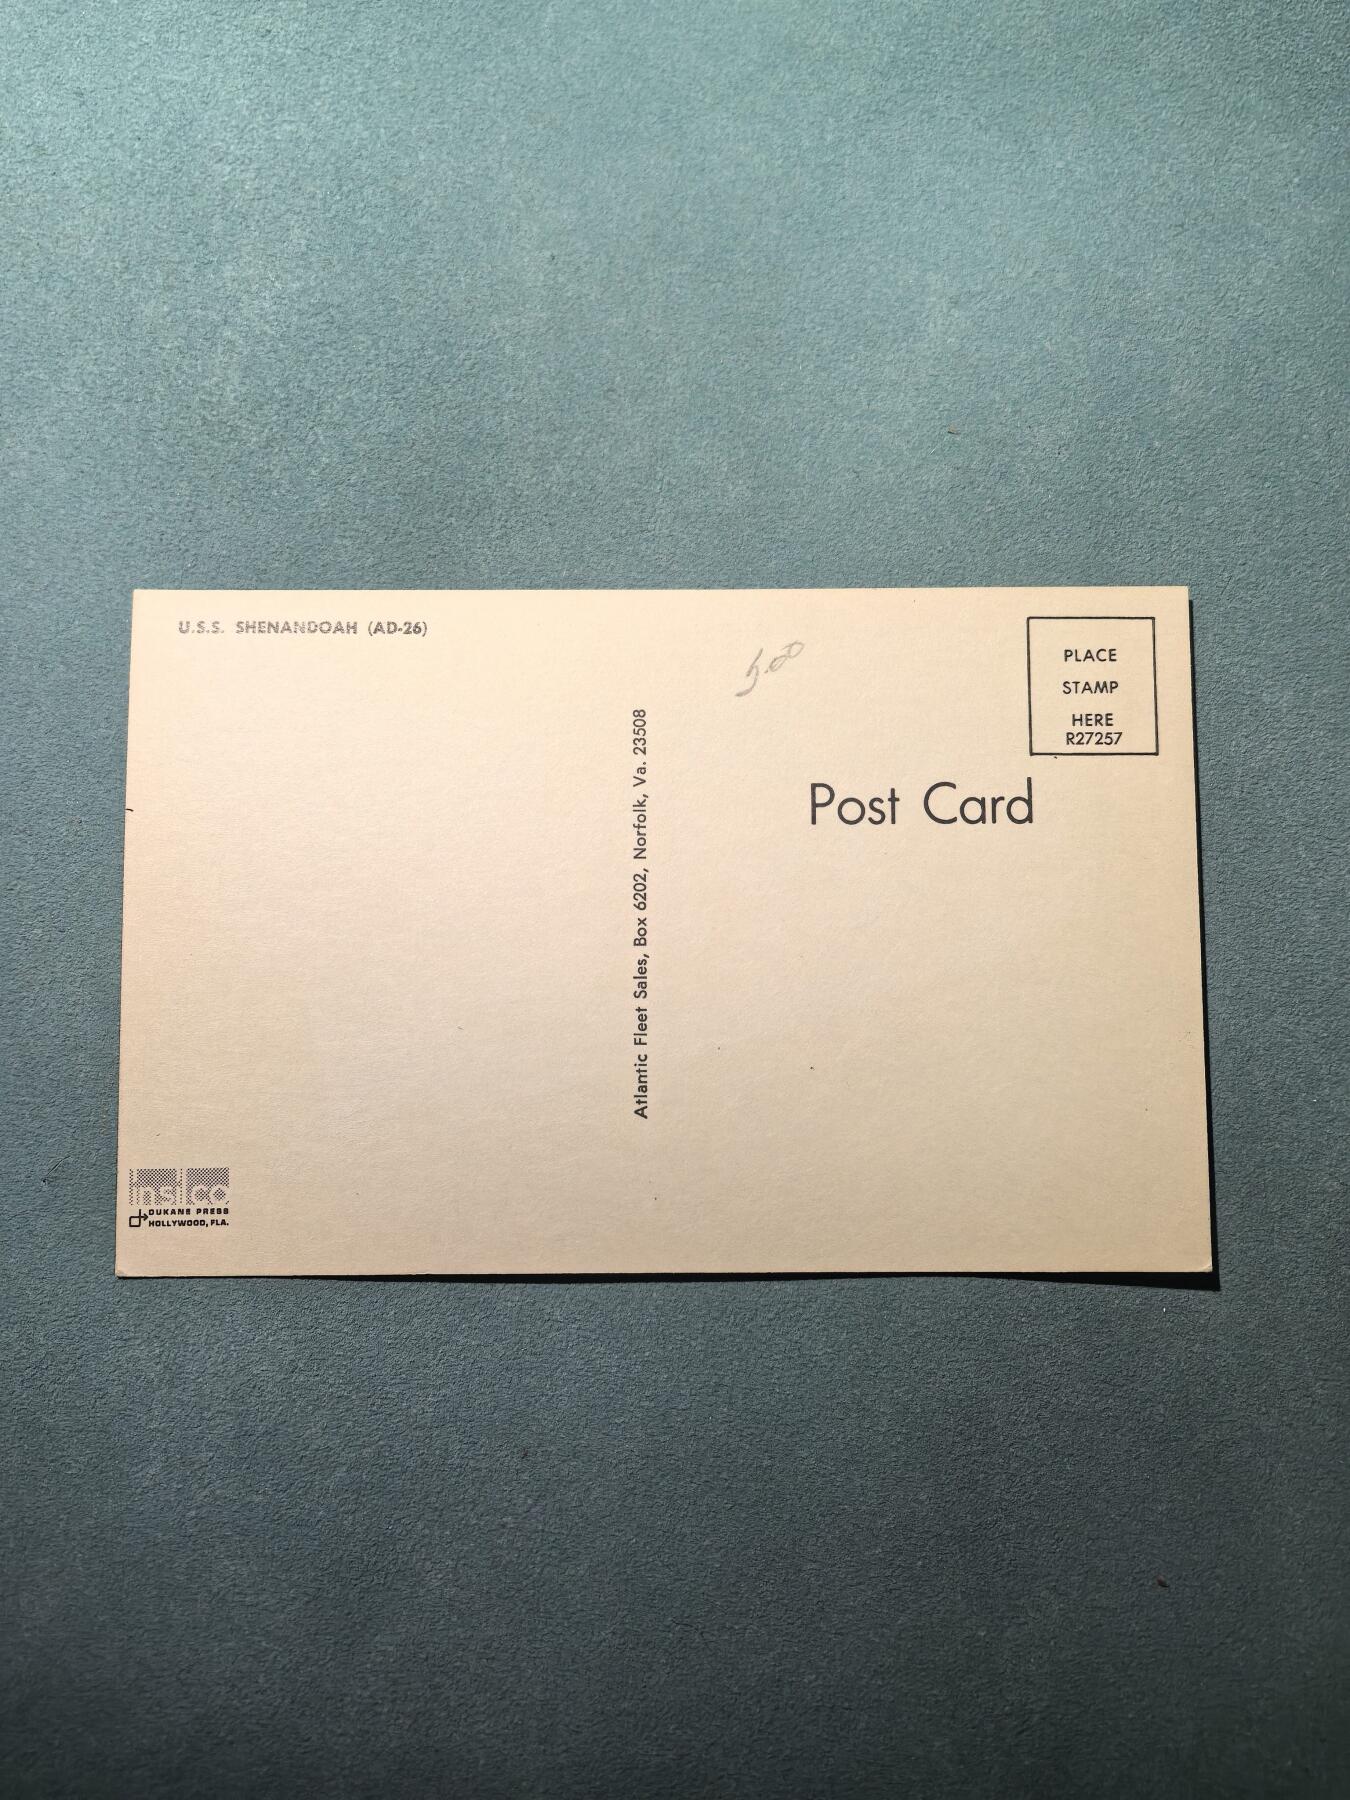 U.S.S. SHENANDOAH (AD-26)
5.00
PLACE
STAMP
HERE
R27257
Post Card
Atlantic Fleet Sales, Box 6202, Norfolk, Va. 23508
insico
DUKANE PRESS
HOLLYWOOD, FLA.